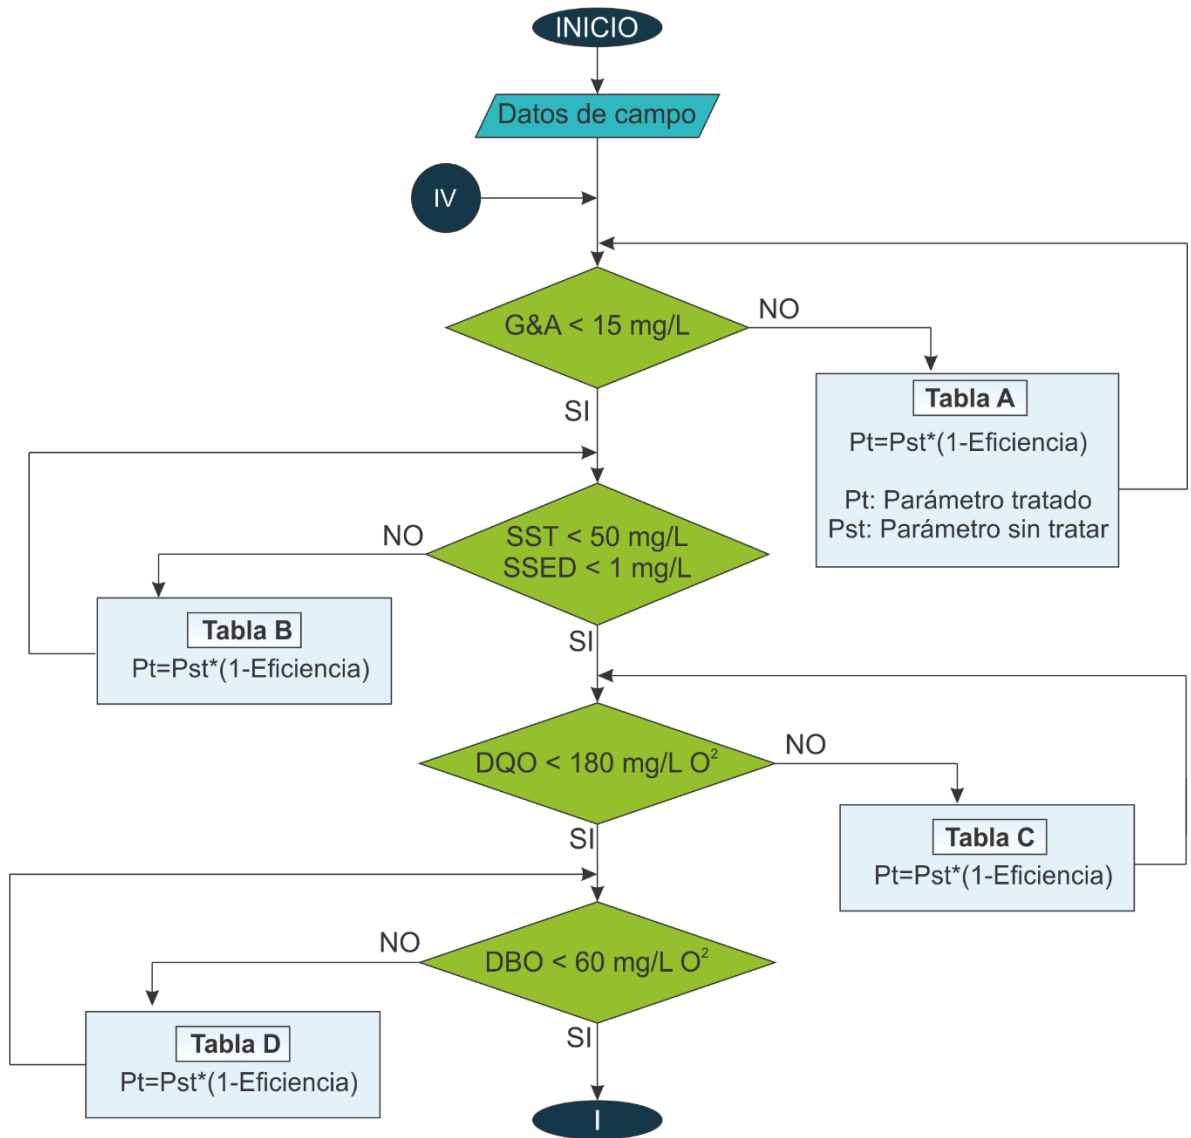 INICIO
Datos de campo
IV
G&A < 15 mg/L
NO
Tabla A
Pt=Pst*(1-Eficiencia)
Pt: Parámetro tratado
Pst: Parámetro sin tratar
SI
SST < 50 mg/L
SSED < 1 mg/L
NO
Tabla B
Pt=Pst*(1-Eficiencia)
SI
DQO < 180 mg/L O²
NO
Tabla C
Pt=Pst*(1-Eficiencia)
SI
DBO < 60 mg/L O²
NO
Tabla D
Pt=Pst*(1-Eficiencia)
SI
I